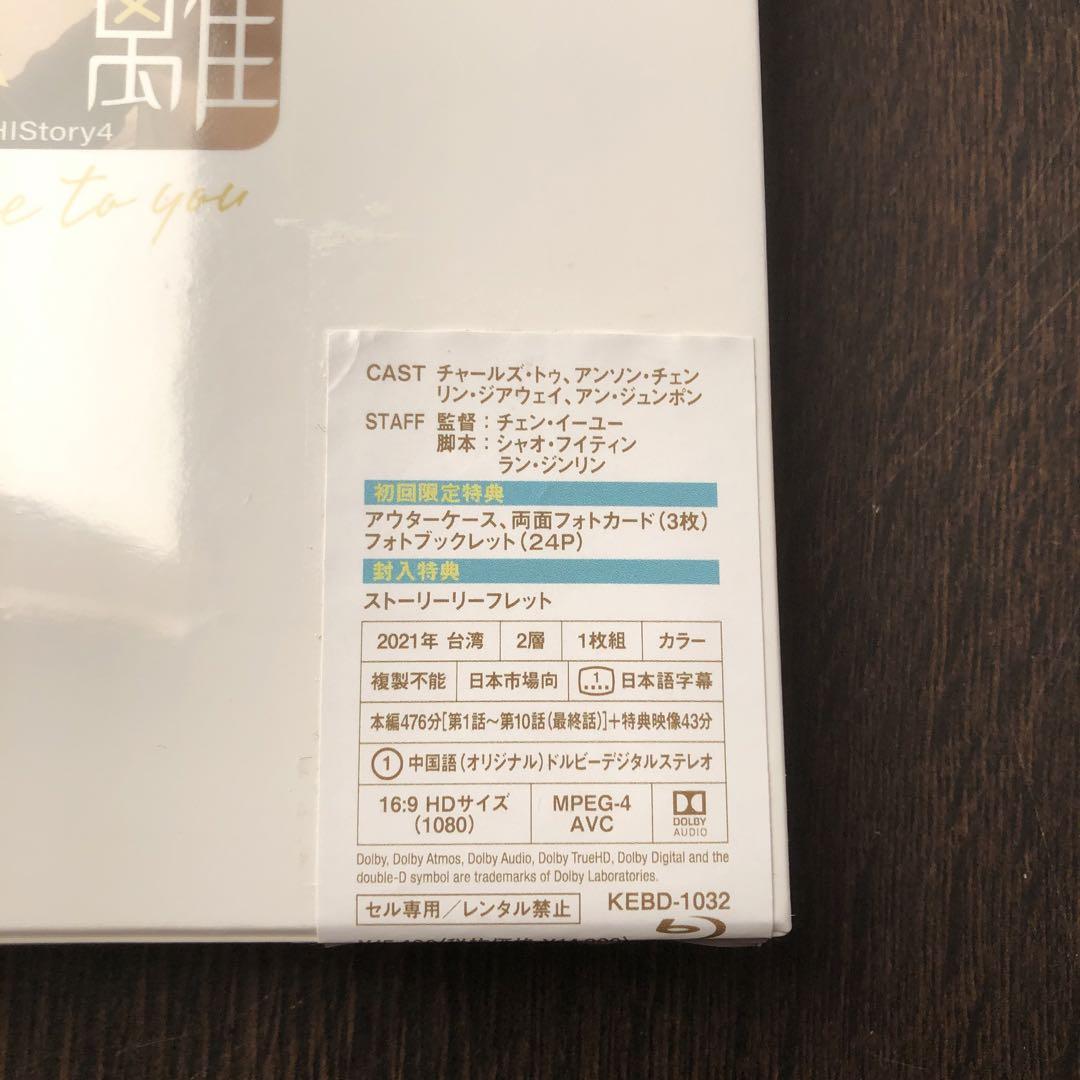 離
HIStory4
e to you
CAST チャールズ・トゥ、アンソン・チェン
リン・ジアウェイ、アン・ジュンポン
STAFF 監督：チェン・イーユー
脚本：シャオ・フイティン
ラン・ジンリン
初回限定特典
アウターケース、両面フォトカード(3枚)
フォトブックレット(24P)
封入特典
ストーリーリーフレット
2021年 台湾 2層 1枚組 カラー
複製不能 日本市場向 1 日本語字幕
本編476分[第1話〜第10話(最終話)]+特典映像43分
① 中国語(オリジナル)ドルビーデジタルステレオ
16:9 HDサイズ
(1080)
MPEG-4
AVC
DOLBY
AUDIO
Dolby, Dolby Atmos, Dolby Audio, Dolby TrueHD, Dolby Digital and the
double-D symbol are trademarks of Dolby Laboratories.
セル専用/レンタル禁止 KEBD-1032